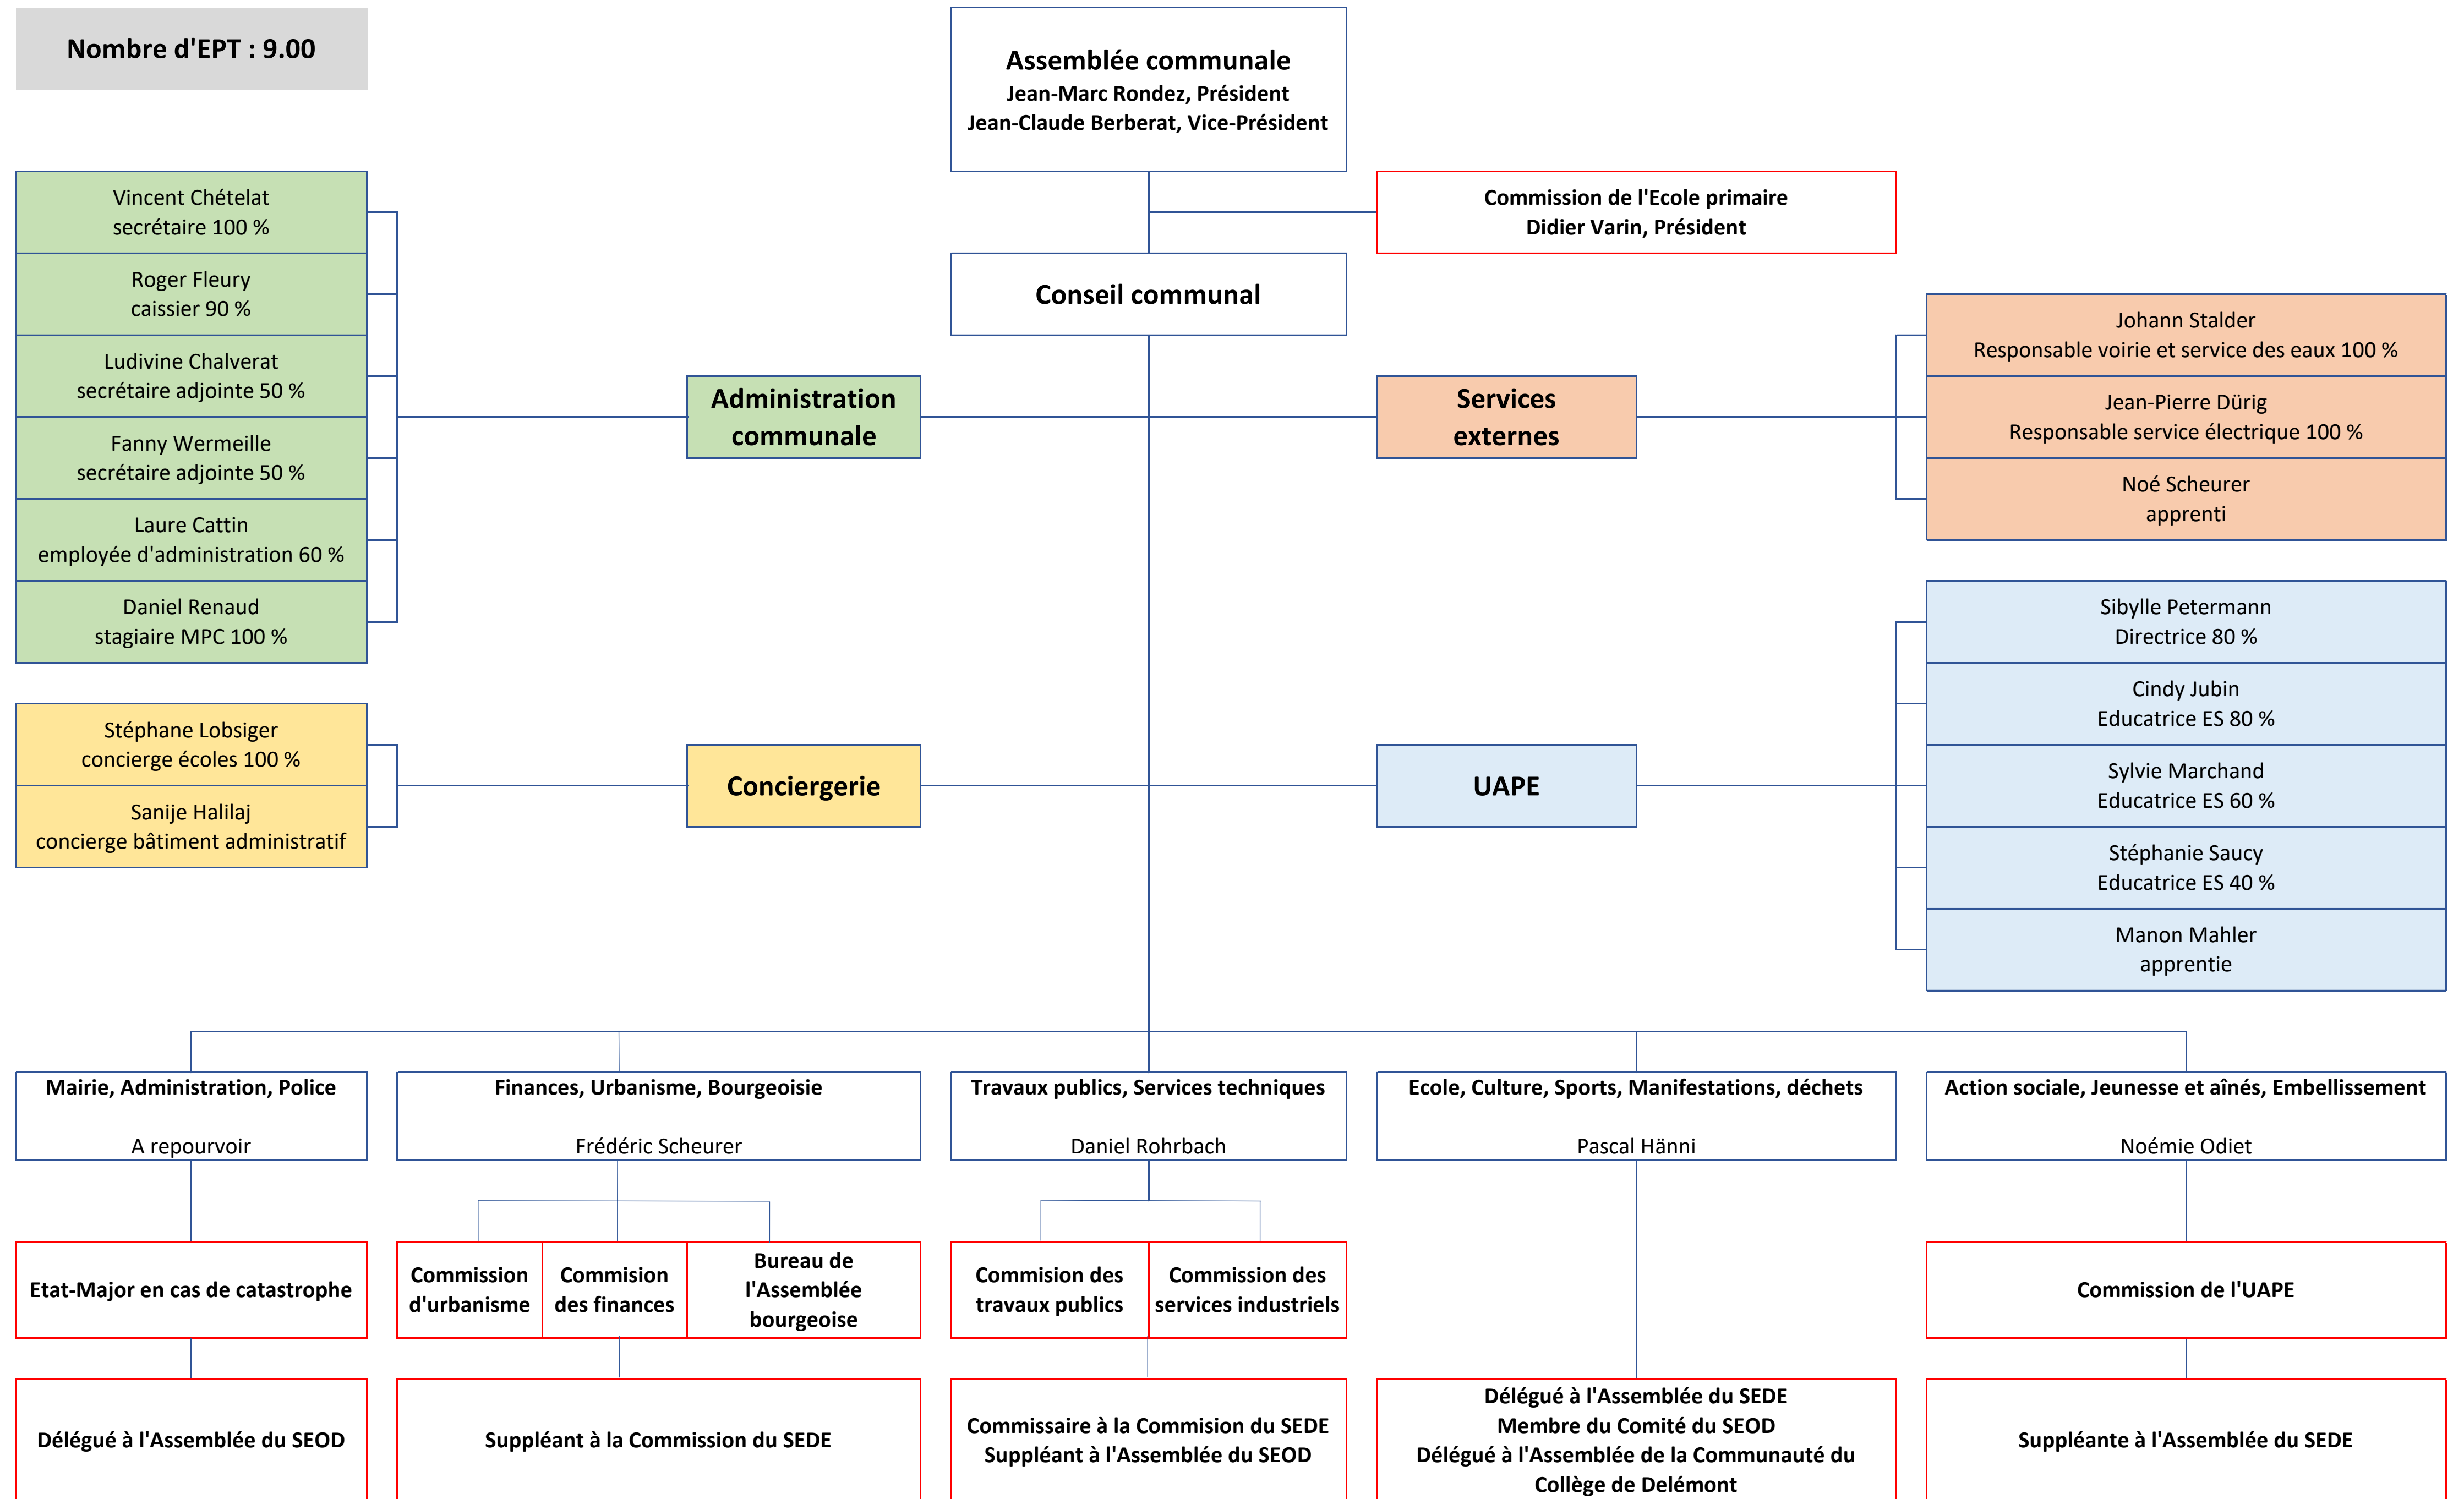 Nombre d'EPT : 9.00
Assemblée communale
Jean-Marc Rondez, Président
Jean-Claude Berberat, Vice-Président
Commission de l'Ecole primaire
Didier Varin, Président
Conseil communal
Vincent Chételat
secrétaire 100 %
Roger Fleury
caissier 90 %
Ludivine Chalverat
secrétaire adjointe 50 %
Fanny Wermeille
secrétaire adjointe 50 %
Laure Cattin
employée d'administration 60 %
Daniel Renaud
stagiaire MPC 100 %
Administration
communale
Services
externes
Johann Stalder
Responsable voirie et service des eaux 100 %
Jean-Pierre Dürig
Responsable service électrique 100 %
Noé Scheurer
apprenti
Stéphane Lobsiger
concierge écoles 100 %
Sanije Halilaj
concierge bâtiment administratif
Conciergerie
UAPE
Sibylle Petermann
Directrice 80 %
Cindy Jubin
Educatrice ES 80 %
Sylvie Marchand
Educatrice ES 60 %
Stéphanie Saucy
Educatrice ES 40 %
Manon Mahler
apprentie
Mairie, Administration, Police
A repourvoir
Finances, Urbanisme, Bourgeoisie
Frédéric Scheurer
Travaux publics, Services techniques
Daniel Rohrbach
Ecole, Culture, Sports, Manifestations, déchets
Pascal Hänni
Action sociale, Jeunesse et aînés, Embellissement
Noémie Odiet
Etat-Major en cas de catastrophe
Commission
d'urbanisme
Commision
des finances
Bureau de
l'Assemblée
bourgeoise
Commision des
travaux publics
Commission des
services industriels
Commission de l'UAPE
Délégué à l'Assemblée du SEOD
Suppléant à la Commission du SEDE
Commissaire à la Commision du SEDE
Suppléant à l'Assemblée du SEOD
Délégué à l'Assemblée du SEDE
Membre du Comité du SEOD
Délégué à l'Assemblée de la Communauté du
Collège de Delémont
Suppléante à l'Assemblée du SEDE